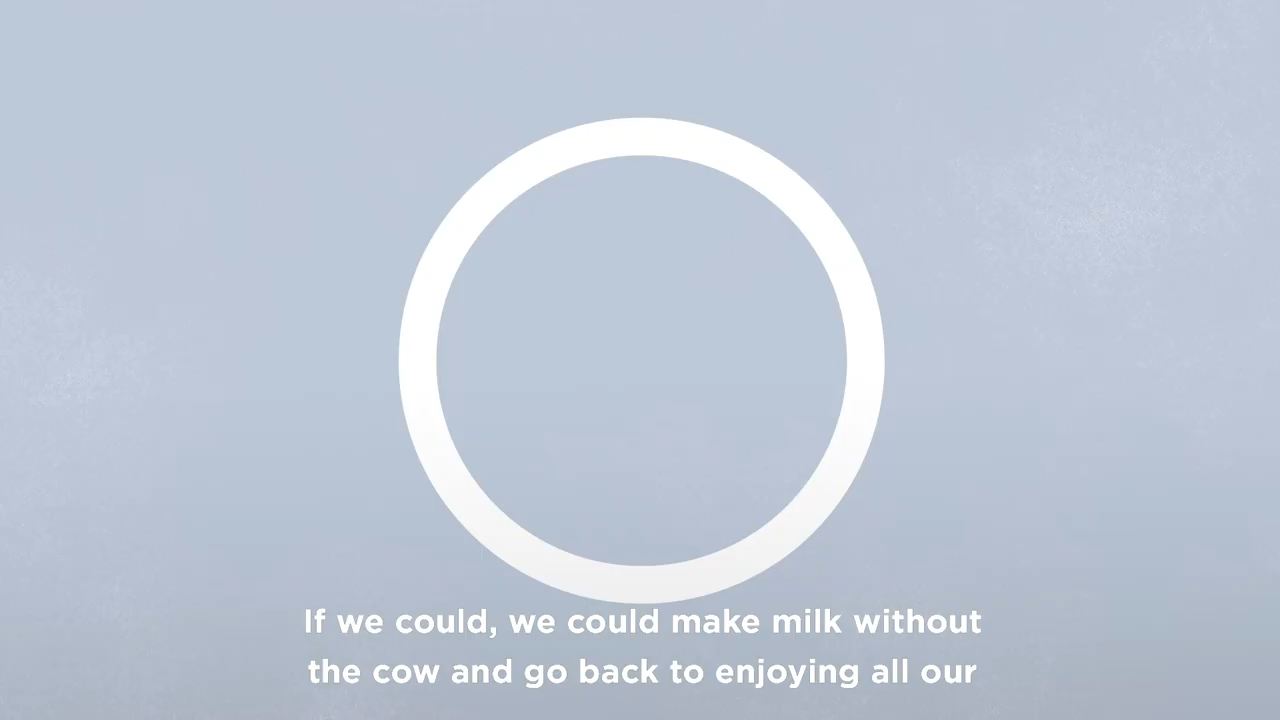 If we could, we could make milk without
the cow and go back to enjoying all our